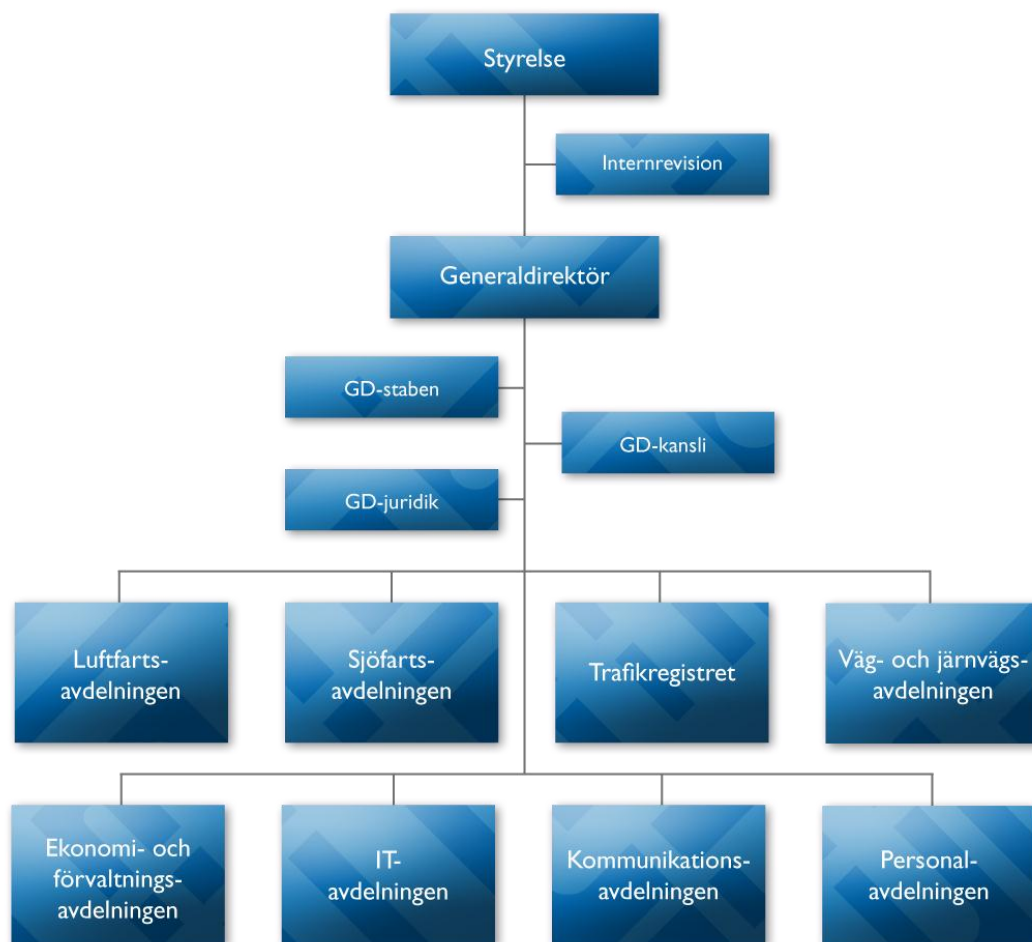 Styrelse
Internrevision
Generaldirektör
GD-staben
GD-kansli
GD-juridik
Luftfarts-
avdelningen
Sjöfarts-
avdelningen
Trafikregistret
Väg- och järnvägs-
avdelningen
Ekonomi- och
förvaltnings-
avdelningen
IT-
avdelningen
Kommunikations-
avdelningen
Personal-
avdelningen